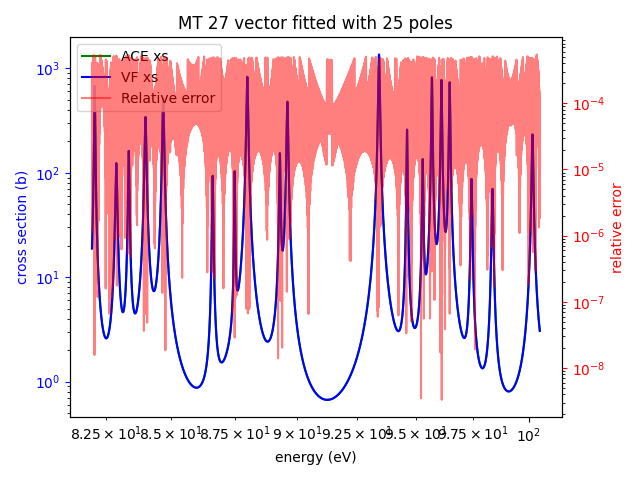 MT 27 vector fitted with 25 poles
ACE xs
VF xs
Relative error
cross section (b)
10³
10²
10¹
10⁰
relative error
10⁻⁴
10⁻⁵
10⁻⁶
10⁻⁷
10⁻⁸
8.25×10¹ 8.5×10¹ 8.75×10¹ 9×10¹ 9.25×10¹ 9.5×10¹ 9.75×10¹ 10²
energy (eV)